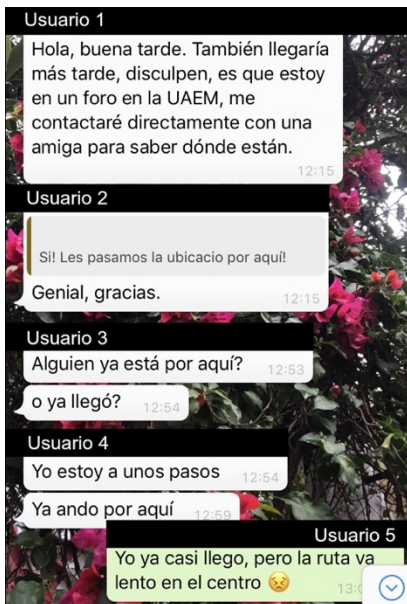 Usuario 1
Hola, buena tarde. También llegaría
más tarde, disculpen, es que estoy
en un foro en la UAEM, me
contactaré directamente con una
amiga para saber dónde están.
12:15
Usuario 2
Si! Les pasamos la ubicacio por aquí!
Genial, gracias.
12:15
Usuario 3
Alguien ya está por aquí?
12:53
o ya llegó?
12:54
Usuario 4
Yo estoy a unos pasos
12:54
Ya ando por aquí
12:59
Usuario 5
Yo ya casi llego, pero la ruta va
lento en el centro 😣